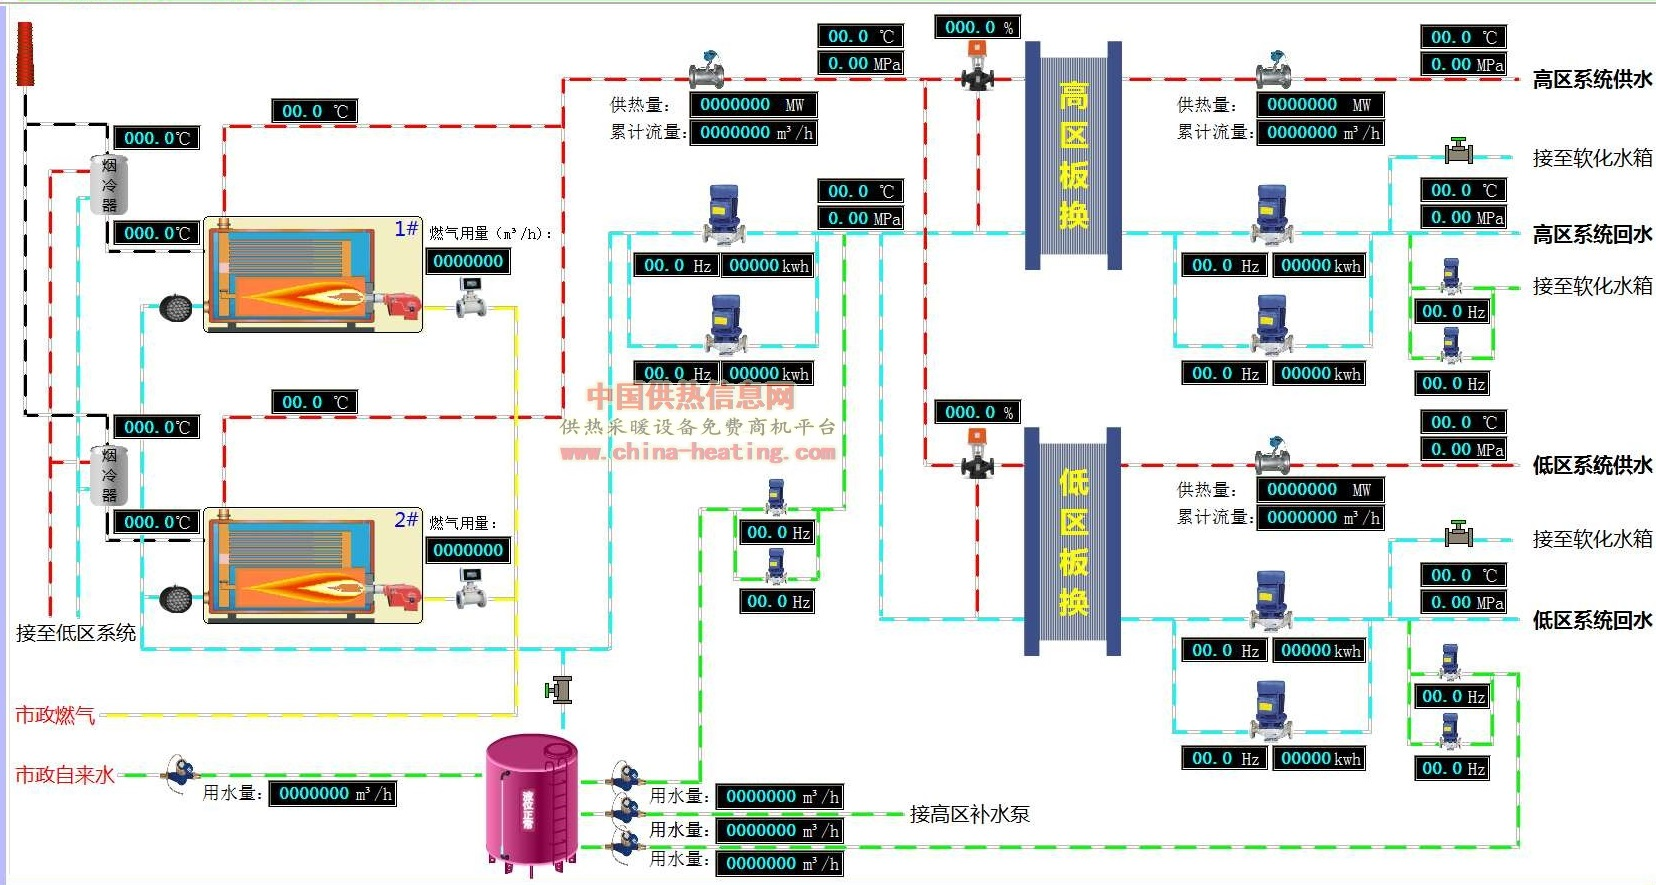 000.0 %
00.0 ℃
0.00 MPa
00.0 ℃
0.00 MPa
高区系统供水
供热量: 0000000 MW
累计流量: 0000000 m³/h
高区板换
供热量: 0000000 MW
累计流量: 0000000 m³/h
00.0 ℃
000.0℃
烟冷器
000.0℃
1# 燃气用量(m³/h):
0000000
接至软化水箱
00.0 ℃
0.00 MPa
00.0 ℃
0.00 MPa
高区系统回水
00.0 Hz 00000 kwh
00.0 Hz 00000 kwh
接至软化水箱
00.0 Hz
00.0 Hz 00000 kwh
00.0 Hz 00000 kwh
00.0 Hz
中国供热信息网
供热采暖设备免费商机平台
www.china-heating.com
00.0 ℃
000.0℃
烟冷器
000.0℃
2# 燃气用量:
0000000
000.0 %
00.0 ℃
0.00 MPa
低区系统供水
低区板换
供热量: 0000000 MW
累计流量: 0000000 m³/h
00.0 Hz
00.0 Hz
接至软化水箱
00.0 ℃
0.00 MPa
低区系统回水
接至低区系统
00.0 Hz 00000 kwh
00.0 Hz
00.0 Hz 00000 kwh
00.0 Hz
市政燃气
市政自来水
用水量: 0000000 m³/h
液位正常
用水量: 0000000 m³/h
接高区补水泵
用水量: 0000000 m³/h
用水量: 0000000 m³/h